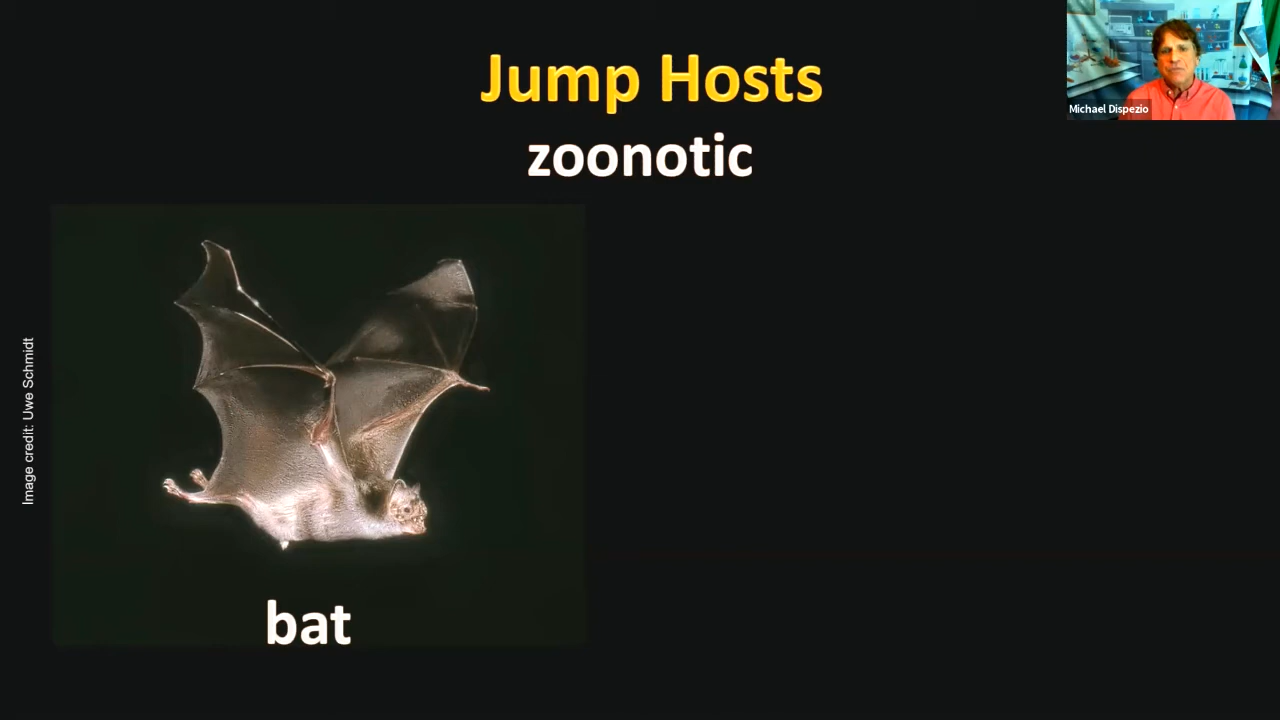 Jump Hosts
zoonotic
Michael Dispezio
Image credit: Uwe Schmidt
bat